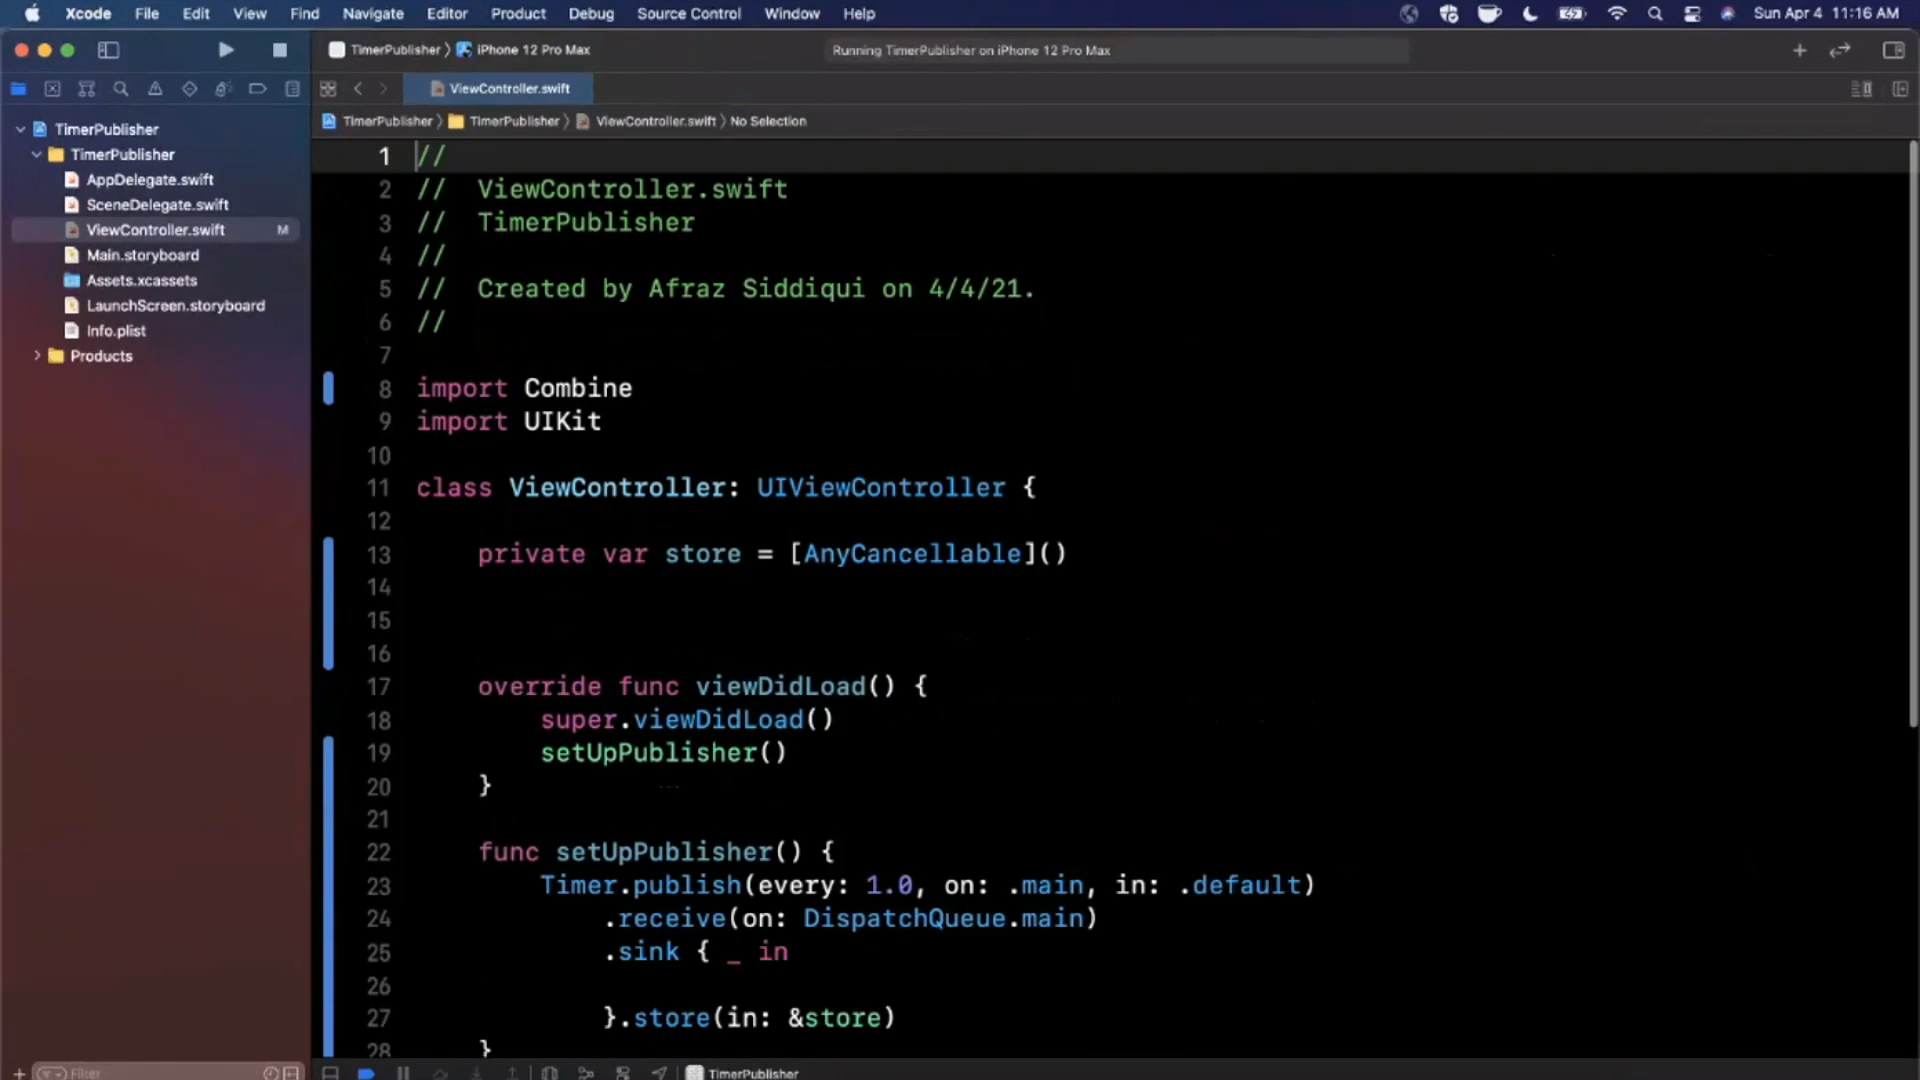 Xcode File Edit View Find Navigate Editor Product Debug Source Control Window Help Sun Apr 4 11:16 AM
TimerPublisher iPhone 12 Pro Max Running TimerPublisher on iPhone 12 Pro Max
ViewController.swift
TimerPublisher TimerPublisher ViewController.swift No Selection
TimerPublisher
TimerPublisher
AppDelegate.swift
SceneDelegate.swift
ViewController.swift M
Main.storyboard
Assets.xcassets
LaunchScreen.storyboard
Info.plist
Products
1 //
2 // ViewController.swift
3 // TimerPublisher
4 //
5 // Created by Afraz Siddiqui on 4/4/21.
6 //
7
8 import Combine
9 import UIKit
10
11 class ViewController: UIViewController {
12
13 private var store = [AnyCancellable]()
14
15
16
17 override func viewDidLoad() {
18 super.viewDidLoad()
19 setUpPublisher()
20 }
21
22 func setUpPublisher() {
23 Timer.publish(every: 1.0, on: .main, in: .default)
24 .receive(on: DispatchQueue.main)
25 .sink { _ in
26
27 }.store(in: &store)
28 }
Filter
TimerPublisher